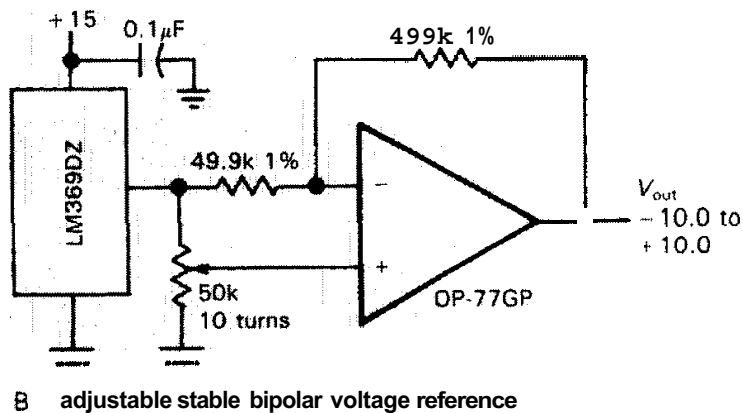 +15
0.1μF
499k 1%
LM369DZ
49.9k 1%
−
+
50k
10 turns
OP-77GP
Vout
−10.0 to
+10.0
B adjustable stable bipolar voltage reference